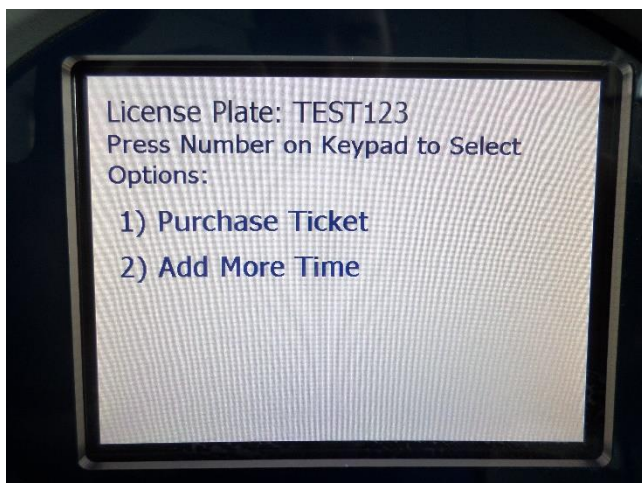 License Plate: TEST123
Press Number on Keypad to Select
Options:
1) Purchase Ticket
2) Add More Time